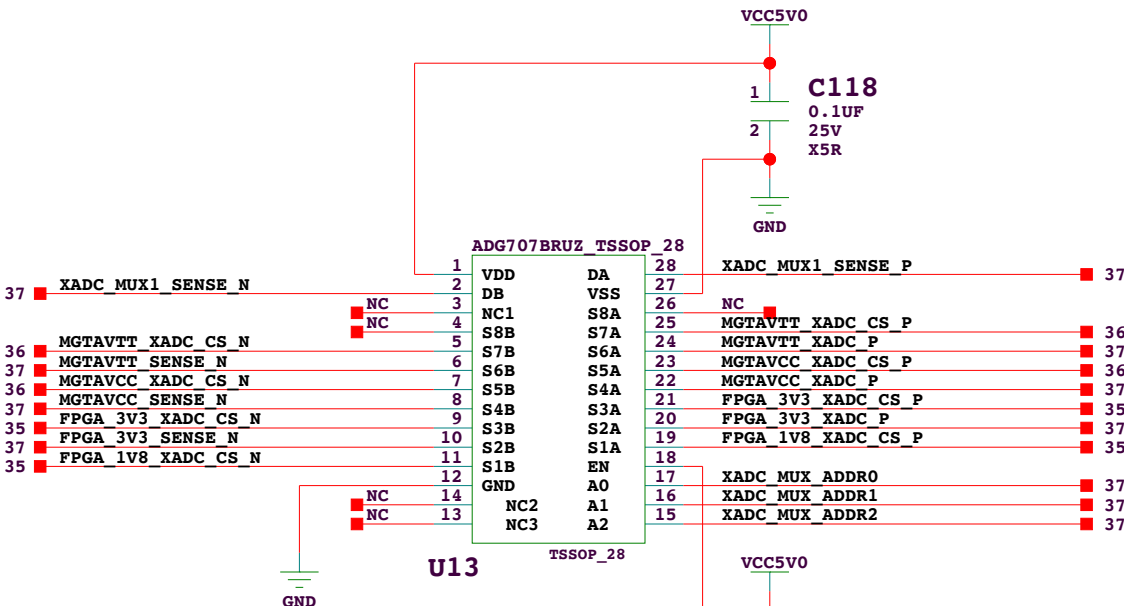 VCC5V0
1
C118
0.1UF
2
25V
X5R
GND
ADG707BRUZ_TSSOP_28
1 VDD DA 28 XADC_MUX1_SENSE_P 37
37 XADC_MUX1_SENSE_N 2 DB VSS 27
NC 3 NC1 S8A 26 NC
NC 4 S8B S7A 25 MGTAVTT_XADC_CS_P 36
36 MGTAVTT_XADC_CS_N 5 S7B S6A 24 MGTAVTT_XADC_P 37
37 MGTAVTT_SENSE_N 6 S6B S5A 23 MGTAVCC_XADC_CS_P 36
36 MGTAVCC_XADC_CS_N 7 S5B S4A 22 MGTAVCC_XADC_P 37
37 MGTAVCC_SENSE_N 8 S4B S3A 21 FPGA_3V3_XADC_CS_P 35
35 FPGA_3V3_XADC_CS_N 9 S3B S2A 20 FPGA_3V3_XADC_P 37
37 FPGA_3V3_SENSE_N 10 S2B S1A 19 FPGA_1V8_XADC_CS_P 35
35 FPGA_1V8_XADC_CS_N 11 S1B EN 18
12 GND A0 17 XADC_MUX_ADDR0 37
NC 14 NC2 A1 16 XADC_MUX_ADDR1 37
NC 13 NC3 A2 15 XADC_MUX_ADDR2 37
TSSOP_28
U13
VCC5V0
GND